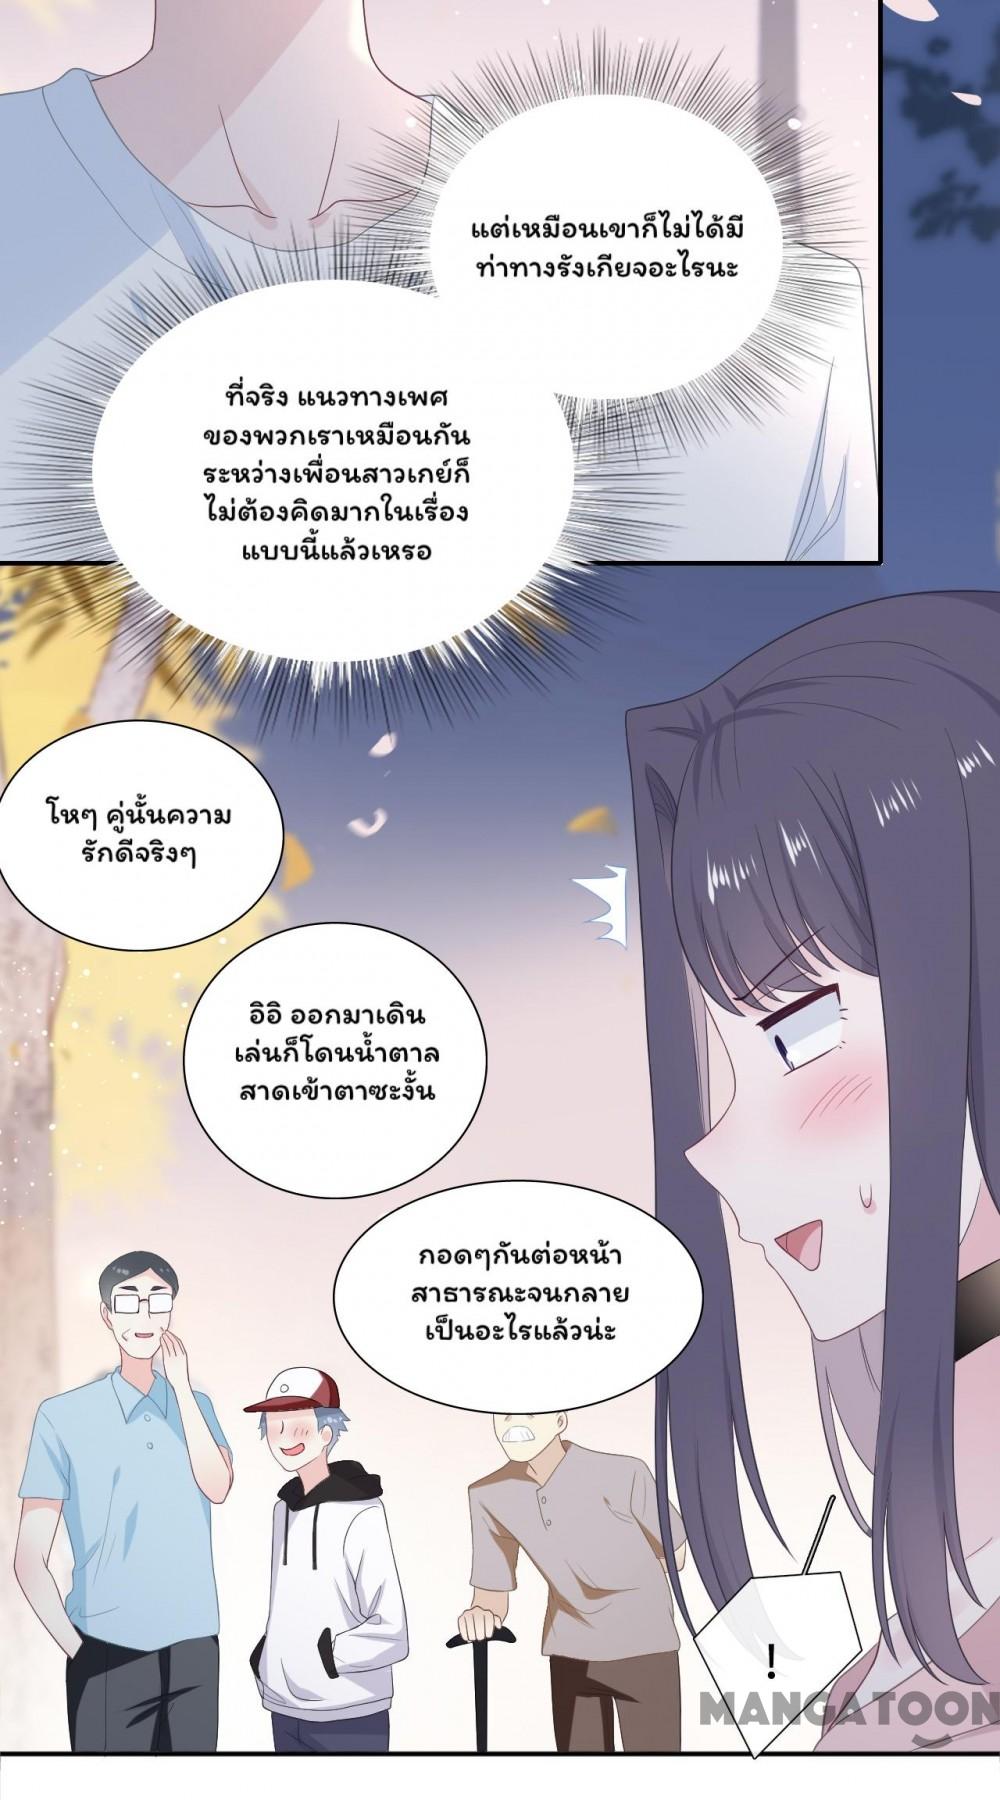 แต่เหมือนเขาก็ไม่ได้มี
ท่าทางรังเกียจอะไรนะ
ที่จริง แนวทางเพศ
ของพวกเราเหมือนกัน
ระหว่างเพื่อนสาวเกย์ก็
ไม่ต้องคิดมากในเรื่อง
แบบนี้แล้วเหรอ
โหๆ คู่นั้นความ
รักดีจริงๆ
อิอิ ออกมาเดิน
เล่นก็โดนน้ำตาล
สาดเข้าตาซะงั้น
กอดๆกันต่อหน้า
สาธารณะจนกลาย
เป็นอะไรแล้วน่ะ
!
MANGATOON